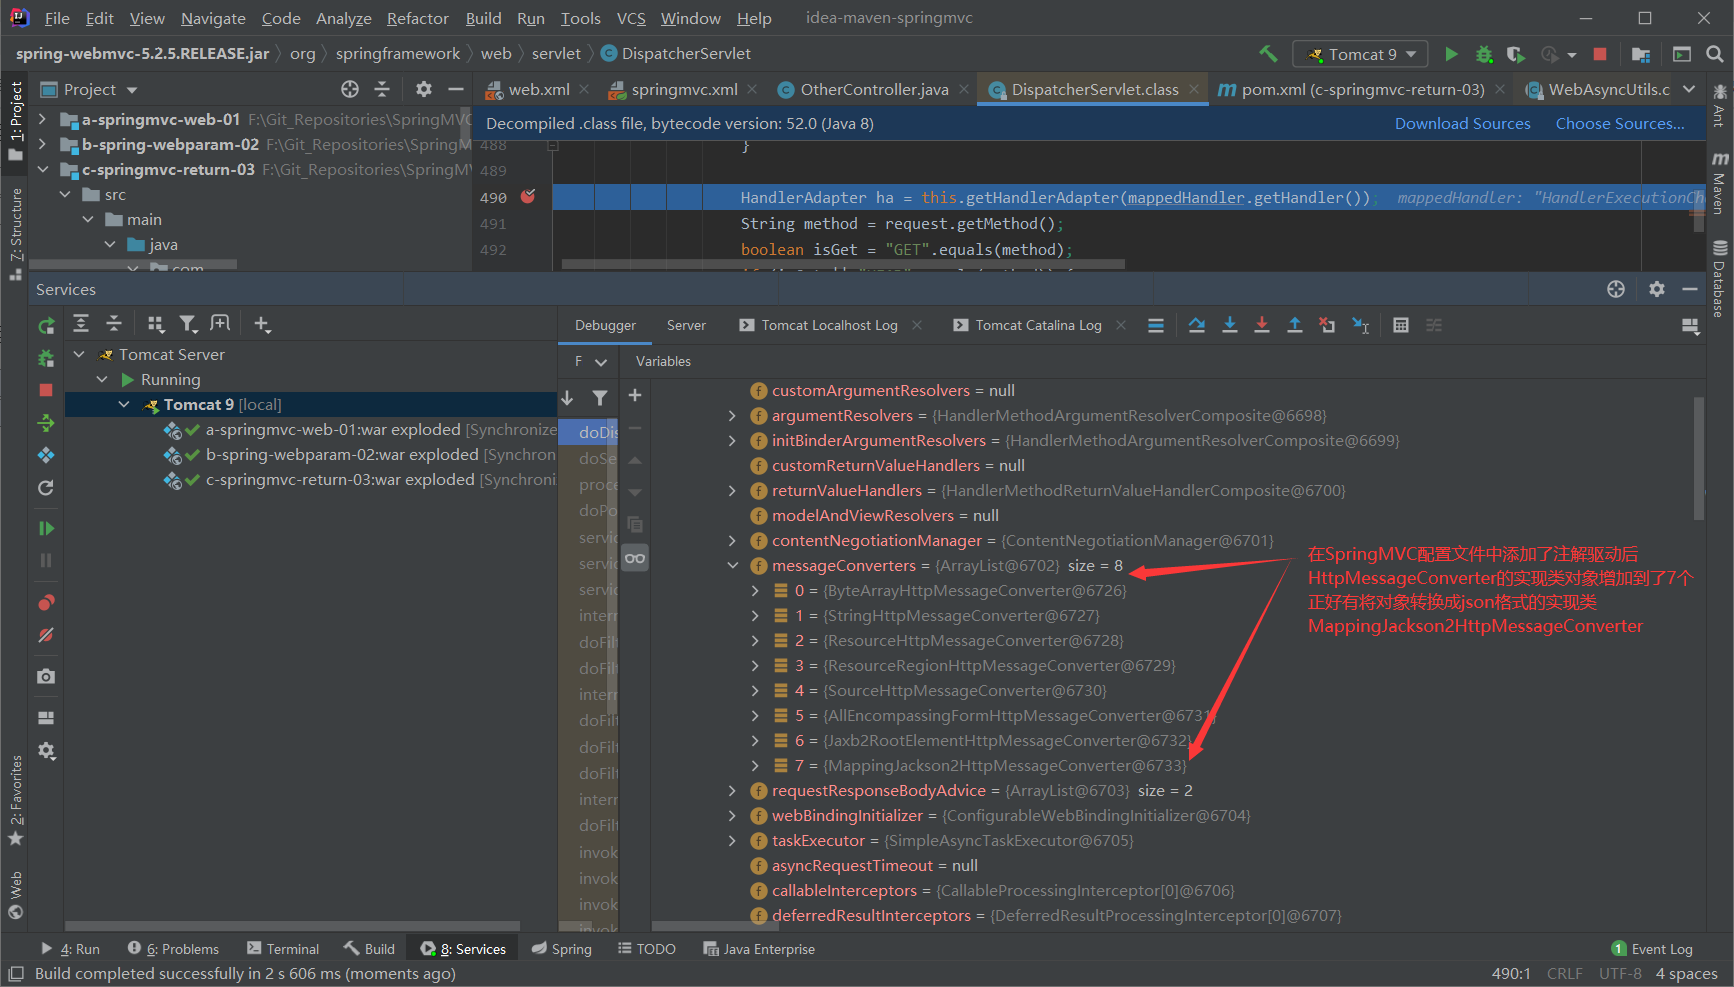 File Edit View Navigate Code Analyze Refactor Build Run Tools VCS Window Help idea-maven-springmvc
spring-webmvc-5.2.5.RELEASE.jar org springframework web servlet DispatcherServlet Tomcat 9
1: Project
Z: Structure
2: Favorites
Web
Project
web.xml springmvc.xml OtherController.java DispatcherServlet.class pom.xml (c-springmvc-return-03) WebAsyncUtils.c
a-springmvc-web-01 F:\Git_Repositories\SpringMVC
b-spring-webparam-02 F:\Git_Repositories\SpringM
c-springmvc-return-03 F:\Git_Repositories\SpringMV
src
main
java
com
Decompiled .class file, bytecode version: 52.0 (Java 8) Download Sources Choose Sources...
488 }
489
490 HandlerAdapter ha = this.getHandlerAdapter(mappedHandler.getHandler()); mappedHandler: "HandlerExecutionCh
491 String method = request.getMethod();
492 boolean isGet = "GET".equals(method);
Ant
Maven
Database
Services
Tomcat Server
Running
Tomcat 9 [local]
a-springmvc-web-01:war exploded [Synchronize
b-spring-webparam-02:war exploded [Synchron
c-springmvc-return-03:war exploded [Synchroni
Debugger Server Tomcat Localhost Log Tomcat Catalina Log
F Variables
doDis
doSe
proce
doPo
servic
servic
servic
intern
doFilt
doFilt
intern
doFilt
doFilt
doFilt
intern
doFilt
invok
invok
invok
invok
customArgumentResolvers = null
argumentResolvers = {HandlerMethodArgumentResolverComposite@6698}
initBinderArgumentResolvers = {HandlerMethodArgumentResolverComposite@6699}
customReturnValueHandlers = null
returnValueHandlers = {HandlerMethodReturnValueHandlerComposite@6700}
modelAndViewResolvers = null
contentNegotiationManager = {ContentNegotiationManager@6701}
messageConverters = {ArrayList@6702} size = 8
0 = {ByteArrayHttpMessageConverter@6726}
1 = {StringHttpMessageConverter@6727}
2 = {ResourceHttpMessageConverter@6728}
3 = {ResourceRegionHttpMessageConverter@6729}
4 = {SourceHttpMessageConverter@6730}
5 = {AllEncompassingFormHttpMessageConverter@6731}
6 = {Jaxb2RootElementHttpMessageConverter@6732}
7 = {MappingJackson2HttpMessageConverter@6733}
requestResponseBodyAdvice = {ArrayList@6703} size = 2
webBindingInitializer = {ConfigurableWebBindingInitializer@6704}
taskExecutor = {SimpleAsyncTaskExecutor@6705}
asyncRequestTimeout = null
callableInterceptors = {CallableProcessingInterceptor[0]@6706}
deferredResultInterceptors = {DeferredResultProcessingInterceptor[0]@6707}
在SpringMVC配置文件中添加了注解驱动后
HttpMessageConverter的实现类对象增加到了7个
正好有将对象转换成json格式的实现类
MappingJackson2HttpMessageConverter
4: Run 6: Problems Terminal Build 8: Services Spring TODO Java Enterprise 1 Event Log
Build completed successfully in 2 s 606 ms (moments ago) 490:1 CRLF UTF-8 4 spaces